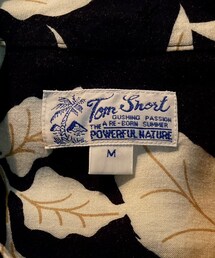 Tom Snort
GUSHING PASSION
THE A RE-BORN SUMMER
POWERFUL NATURE
M